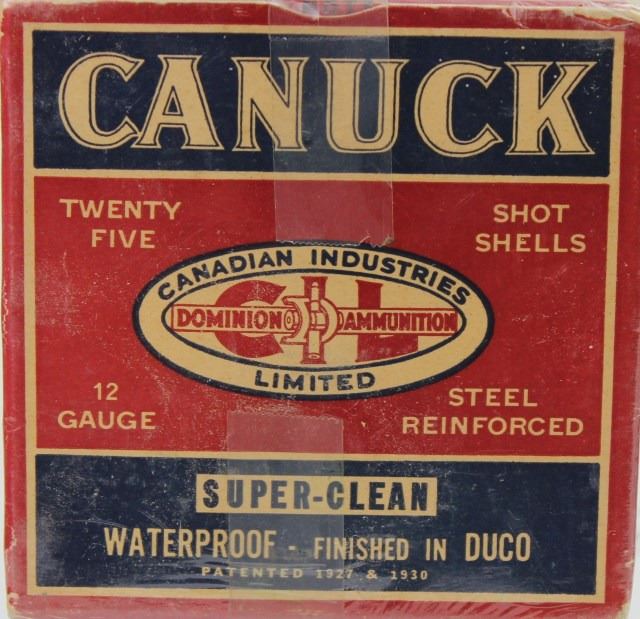 CANUCK
TWENTY
FIVE
SHOT
SHELLS
CANADIAN INDUSTRIES
CIL
DOMINION AMMUNITION
LIMITED
12
GAUGE
STEEL
REINFORCED
SUPER-CLEAN
WATERPROOF - FINISHED IN DUCO
PATENTED 1927 & 1930